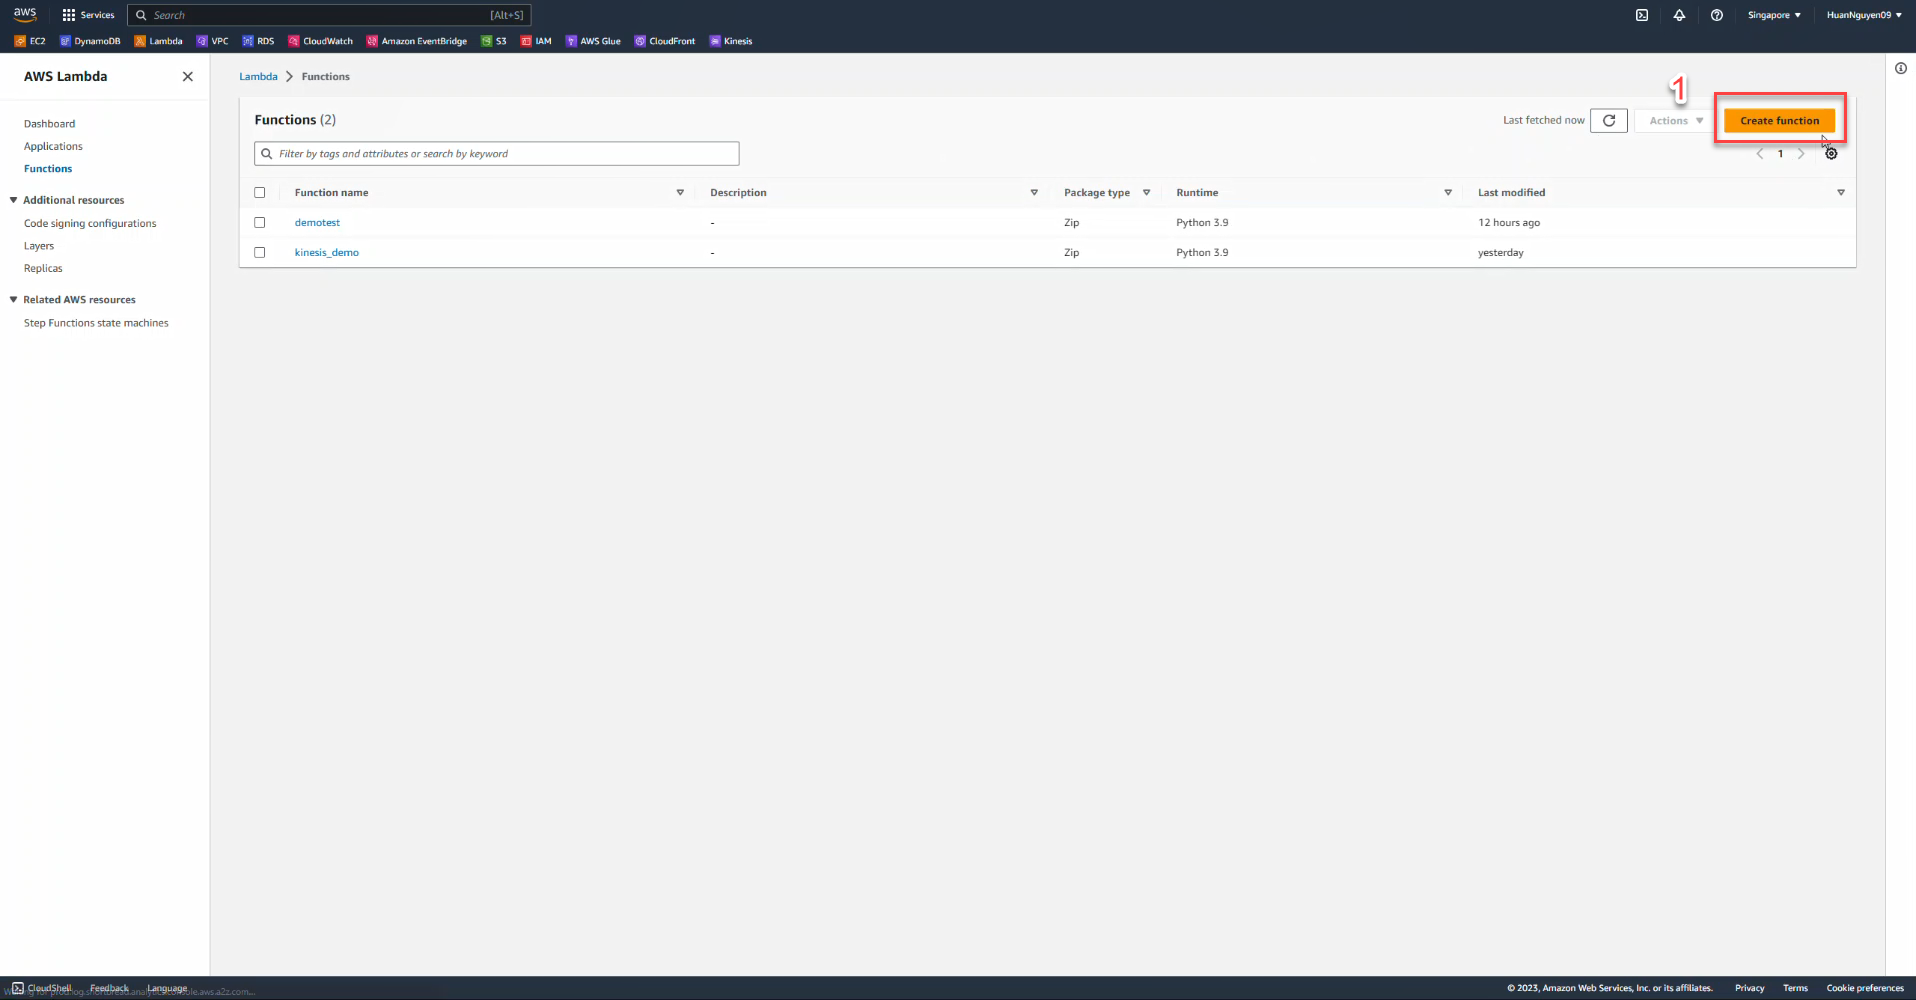 aws Services Search [Alt+S] Singapore ▼ HuanNguyen09 ▼
EC2 DynamoDB Lambda VPC RDS CloudWatch Amazon EventBridge S3 IAM AWS Glue CloudFront Kinesis
AWS Lambda
Dashboard
Applications
Functions
Additional resources
Code signing configurations
Layers
Replicas
Related AWS resources
Step Functions state machines
Lambda > Functions
1
Functions (2) Last fetched now Actions ▼ Create function
Filter by tags and attributes or search by keyword < 1 >
Function name Description Package type Runtime Last modified
demotest - Zip Python 3.9 12 hours ago
kinesis_demo - Zip Python 3.9 yesterday
CloudShell Feedback Language © 2023, Amazon Web Services, Inc. or its affiliates. Privacy Terms Cookie preferences